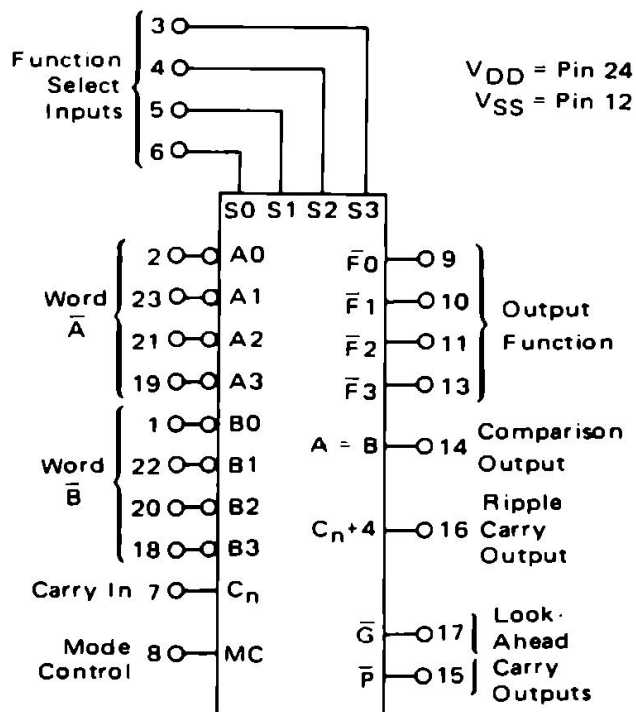 Function
Select
Inputs
3
4
5
6
V_DD = Pin 24
V_SS = Pin 12
S0 S1 S2 S3
Word
A̅
2 A0
23 A1
21 A2
19 A3
Word
B̅
1 B0
22 B1
20 B2
18 B3
Carry In 7 C_n
Mode
Control 8 MC
F̅0 9
F̅1 10
F̅2 11
F̅3 13
Output
Function
A = B 14 Comparison
Output
C_n+4 16 Ripple
Carry
Output
G̅ 17 Look-
Ahead
P̅ 15 Carry
Outputs